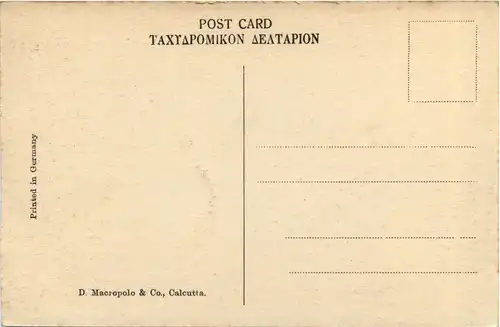 POST CARD
ΤΑΧΥΔΡΟΜΙΚΟΝ ΔΕΛΤΑΡΙΟΝ
Printed in Germany
D. Macropolo & Co., Calcutta.